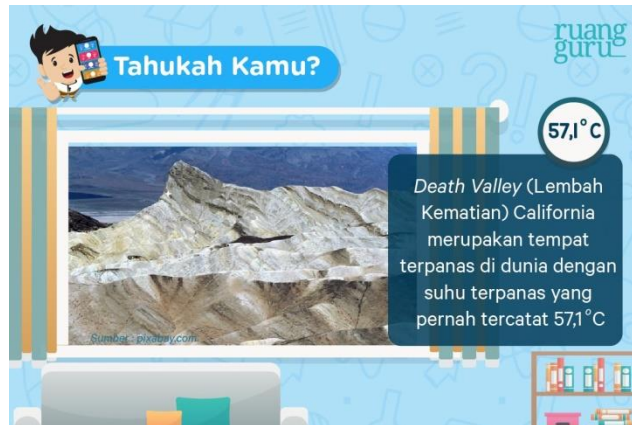 ruang
guru
Tahukah Kamu?
57,1°C
Death Valley (Lembah
Kematian) California
merupakan tempat
terpanas di dunia dengan
suhu terpanas yang
pernah tercatat 57,1°C
Sumber : pixabay.com